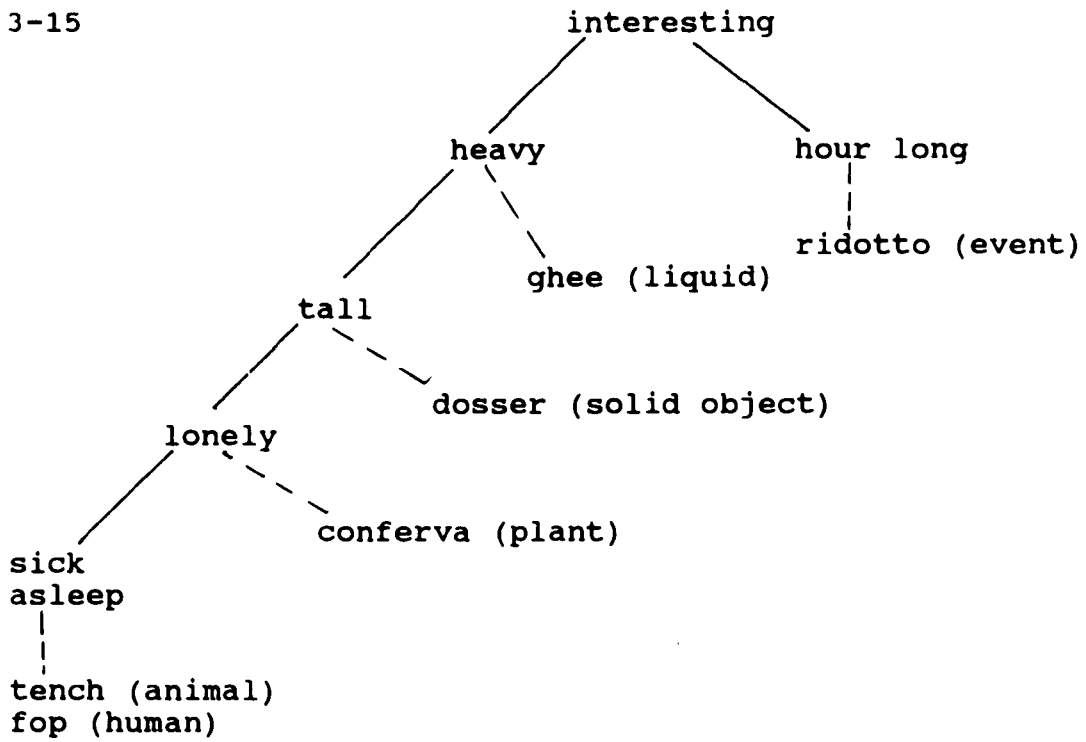 3-15
interesting
heavy
hour long
ridotto (event)
ghee (liquid)
tall
dosser (solid object)
lonely
conferva (plant)
sick
asleep
tench (animal)
fop (human)